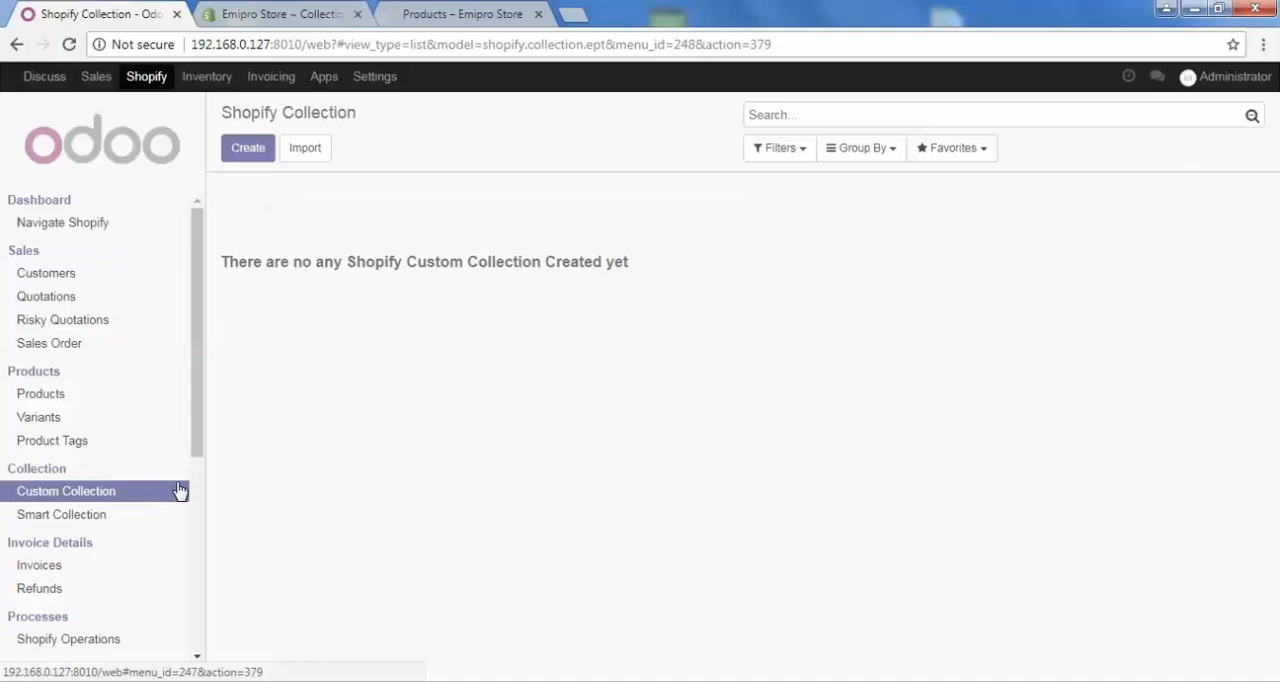 Shopify Collection - Odo
Emipro Store ~ Collectio
Products – Emipro Store
Not secure
192.168.0.127:8010/web?#view_type=list&model=shopify.collection.ept&menu_id=248&action=379
Discuss Sales Shopify Inventory Invoicing Apps Settings
Administrator
odoo
Shopify Collection
Search...
Create
Import
Filters
Group By
Favorites
Dashboard
Navigate Shopify
Sales
Customers
Quotations
Risky Quotations
Sales Order
Products
Products
Variants
Product Tags
Collection
Custom Collection
Smart Collection
Invoice Details
Invoices
Refunds
Processes
Shopify Operations
There are no any Shopify Custom Collection Created yet
192.168.0.127:8010/web#menu_id=247&action=379